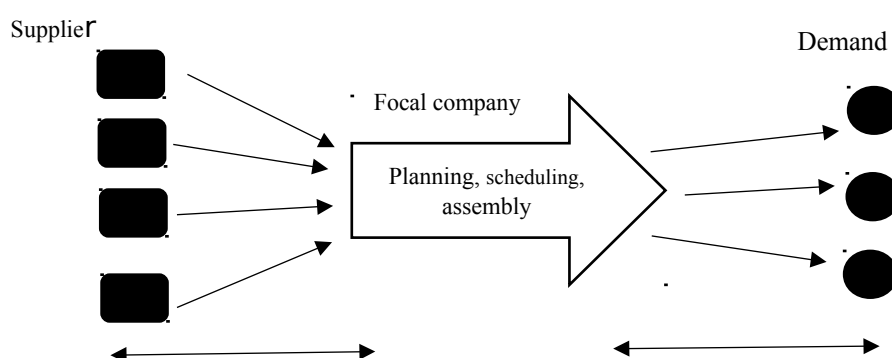 Supplier
Demand
Focal company
Planning, scheduling,
assembly